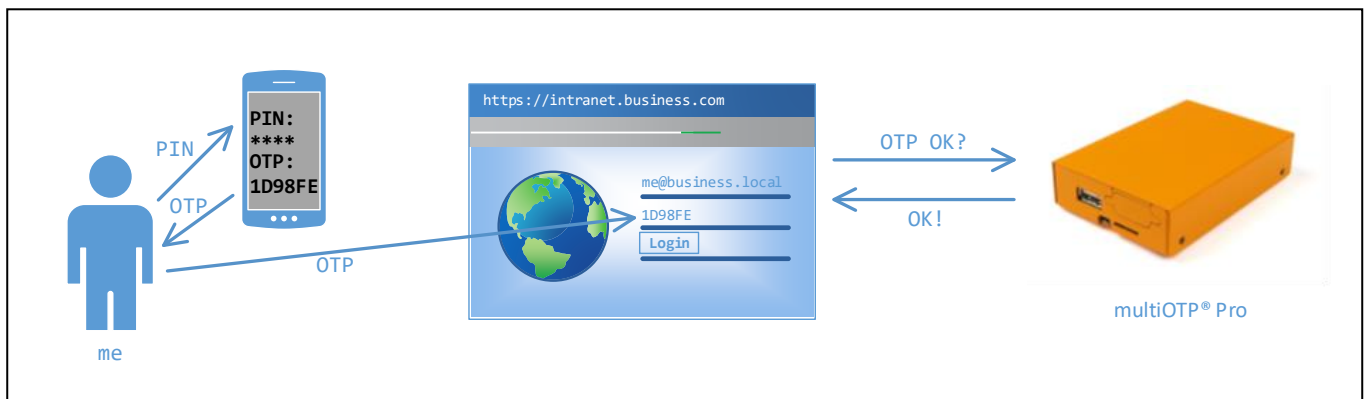 PIN
OTP
me
PIN:
****
OTP:
1D98FE
OTP
https://intranet.business.com
me@business.local
1D98FE
Login
OTP OK?
OK!
multiOTP® Pro